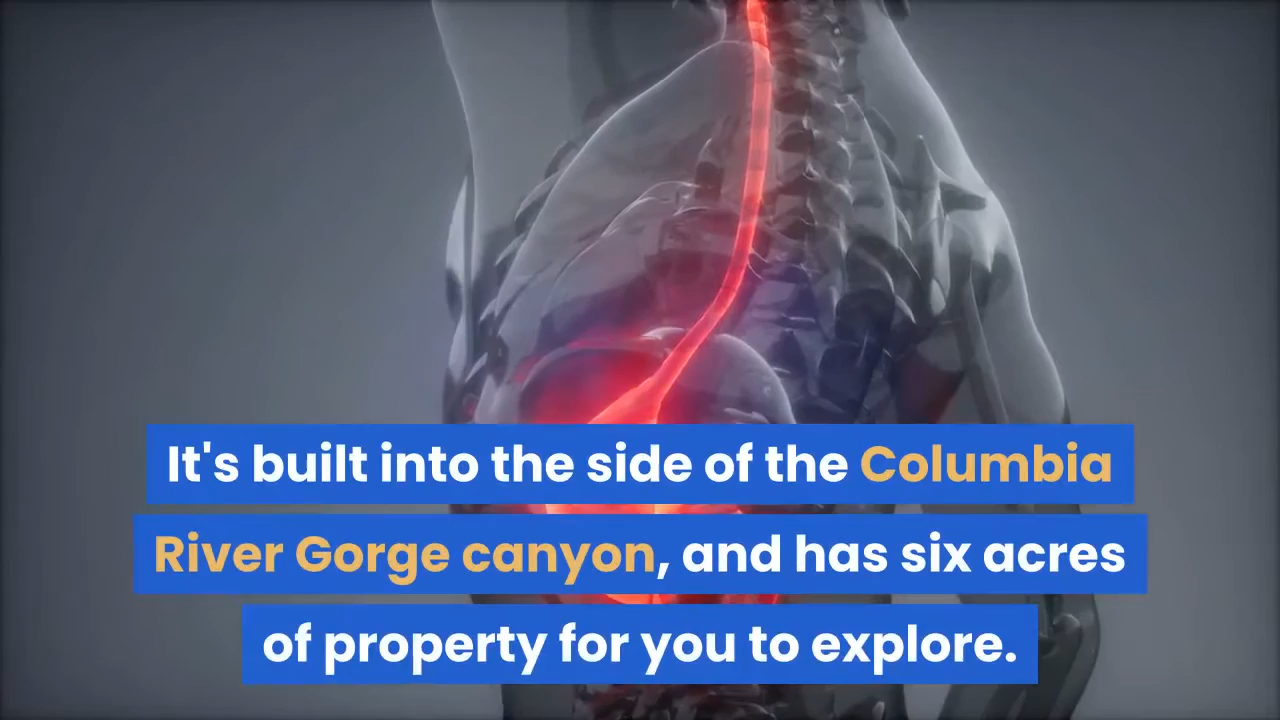 It's built into the side of the Columbia
River Gorge canyon, and has six acres
of property for you to explore.